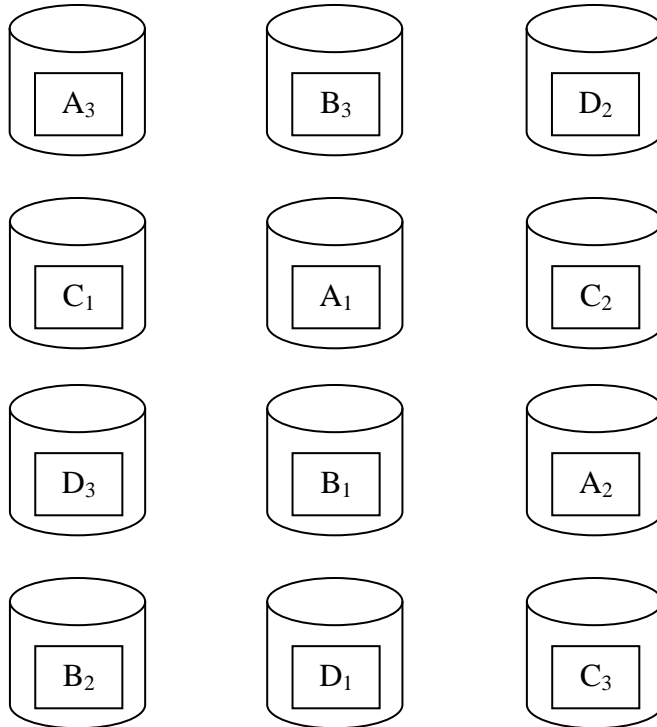 A₃ B₃ D₂
C₁ A₁ C₂
D₃ B₁ A₂
B₂ D₁ C₃